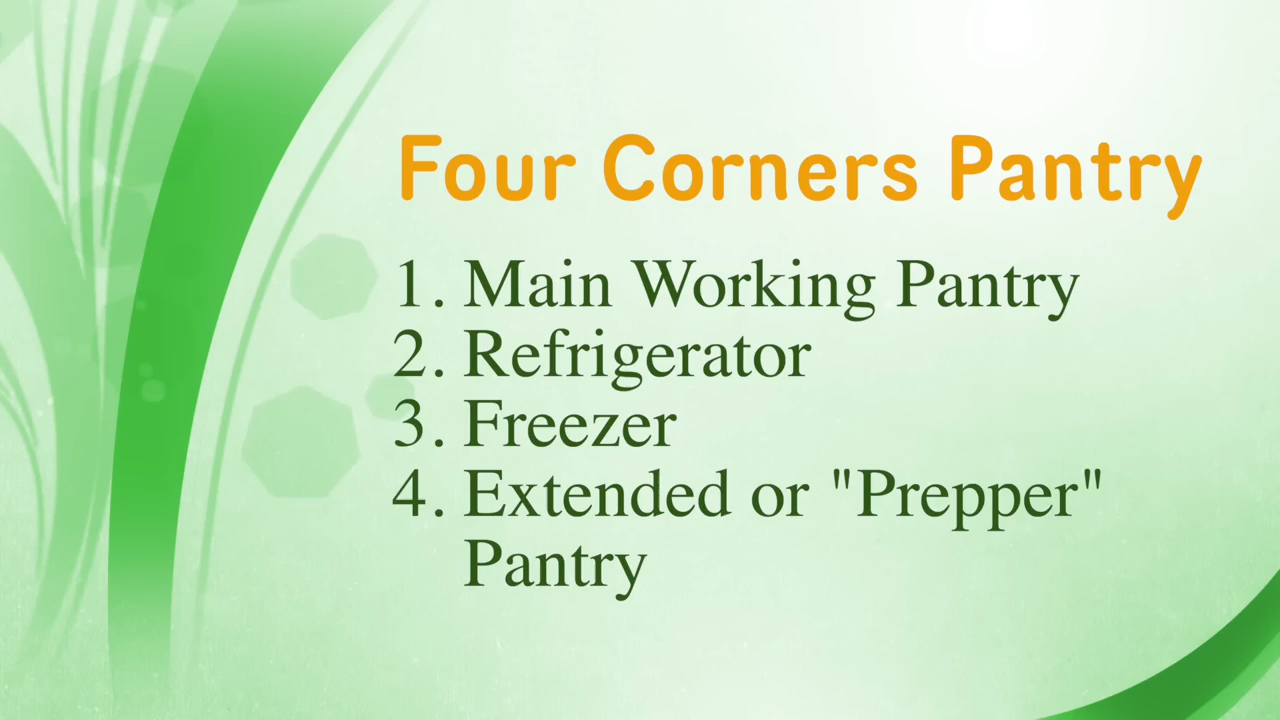 Four Corners Pantry
1. Main Working Pantry
2. Refrigerator
3. Freezer
4. Extended or "Prepper"
Pantry